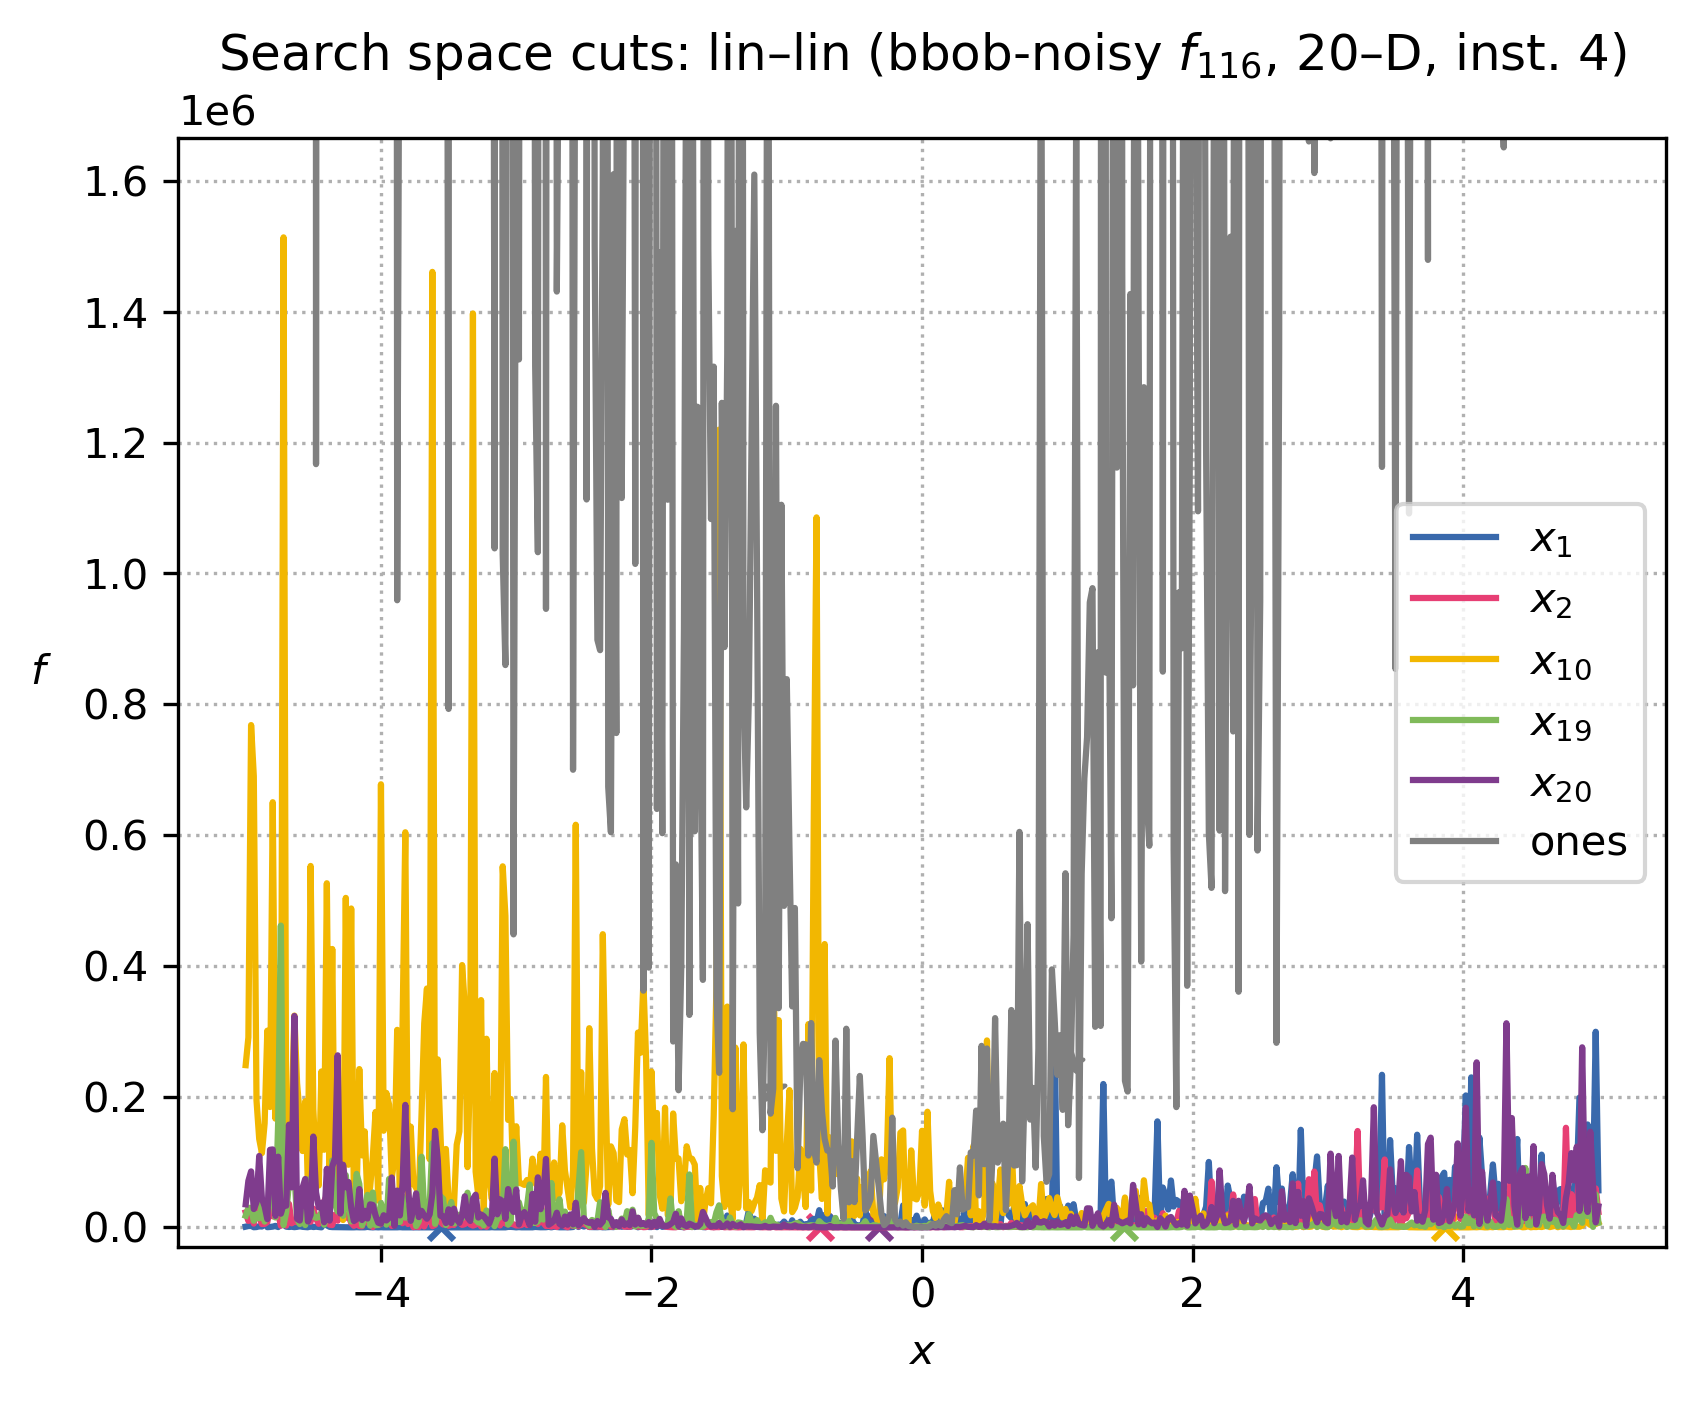 Search space cuts: lin–lin (bbob-noisy f₁₁₆, 20–D, inst. 4)
1e6
1.6
1.4
1.2
1.0
0.8
0.6
0.4
0.2
0.0
f
x₁
x₂
x₁₀
x₁₉
x₂₀
ones
−4 −2 0 2 4
x